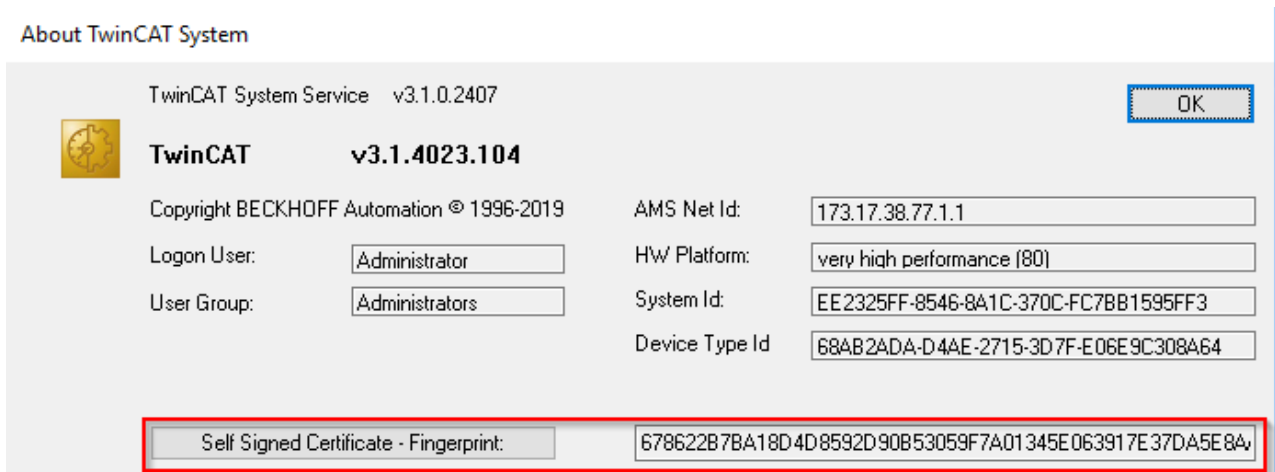 About TwinCAT System
TwinCAT System Service v3.1.0.2407
OK
TwinCAT v3.1.4023.104
Copyright BECKHOFF Automation © 1996-2019
AMS Net Id: 173.17.38.77.1.1
Logon User: Administrator
HW Platform: very high performance (80)
User Group: Administrators
System Id: EE2325FF-8546-8A1C-370C-FC7BB1595FF3
Device Type Id 68AB2ADA-D4AE-2715-3D7F-E06E9C308A64
Self Signed Certificate - Fingerprint: 678622B7BA18D4D8592D90B53059F7A01345E063917E37DA5E8A